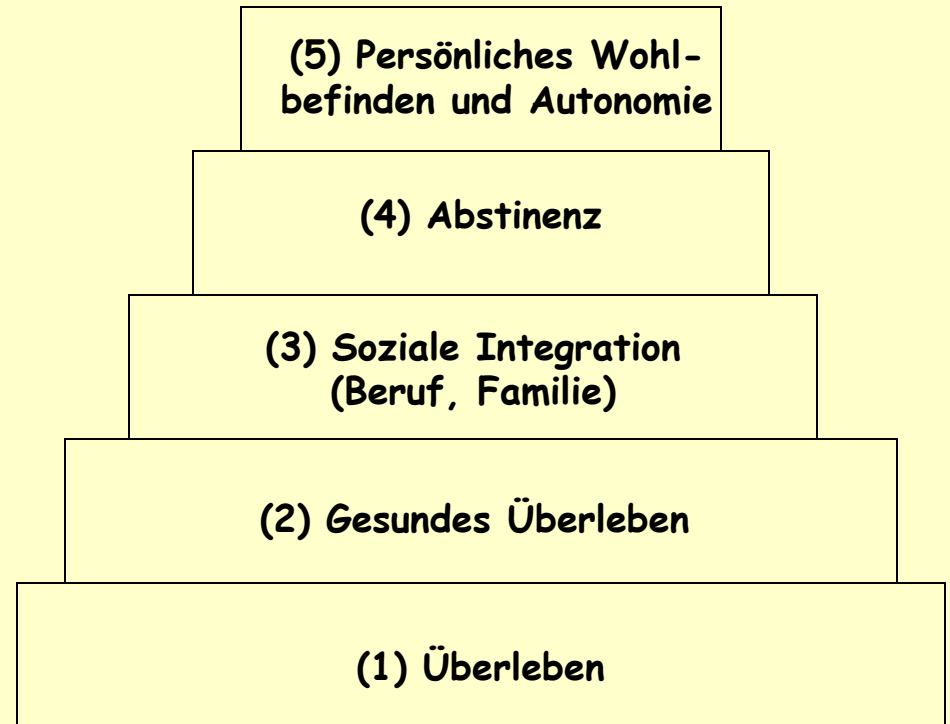 (5) Persönliches Wohl-
befinden und Autonomie
(4) Abstinenz
(3) Soziale Integration
(Beruf, Familie)
(2) Gesundes Überleben
(1) Überleben